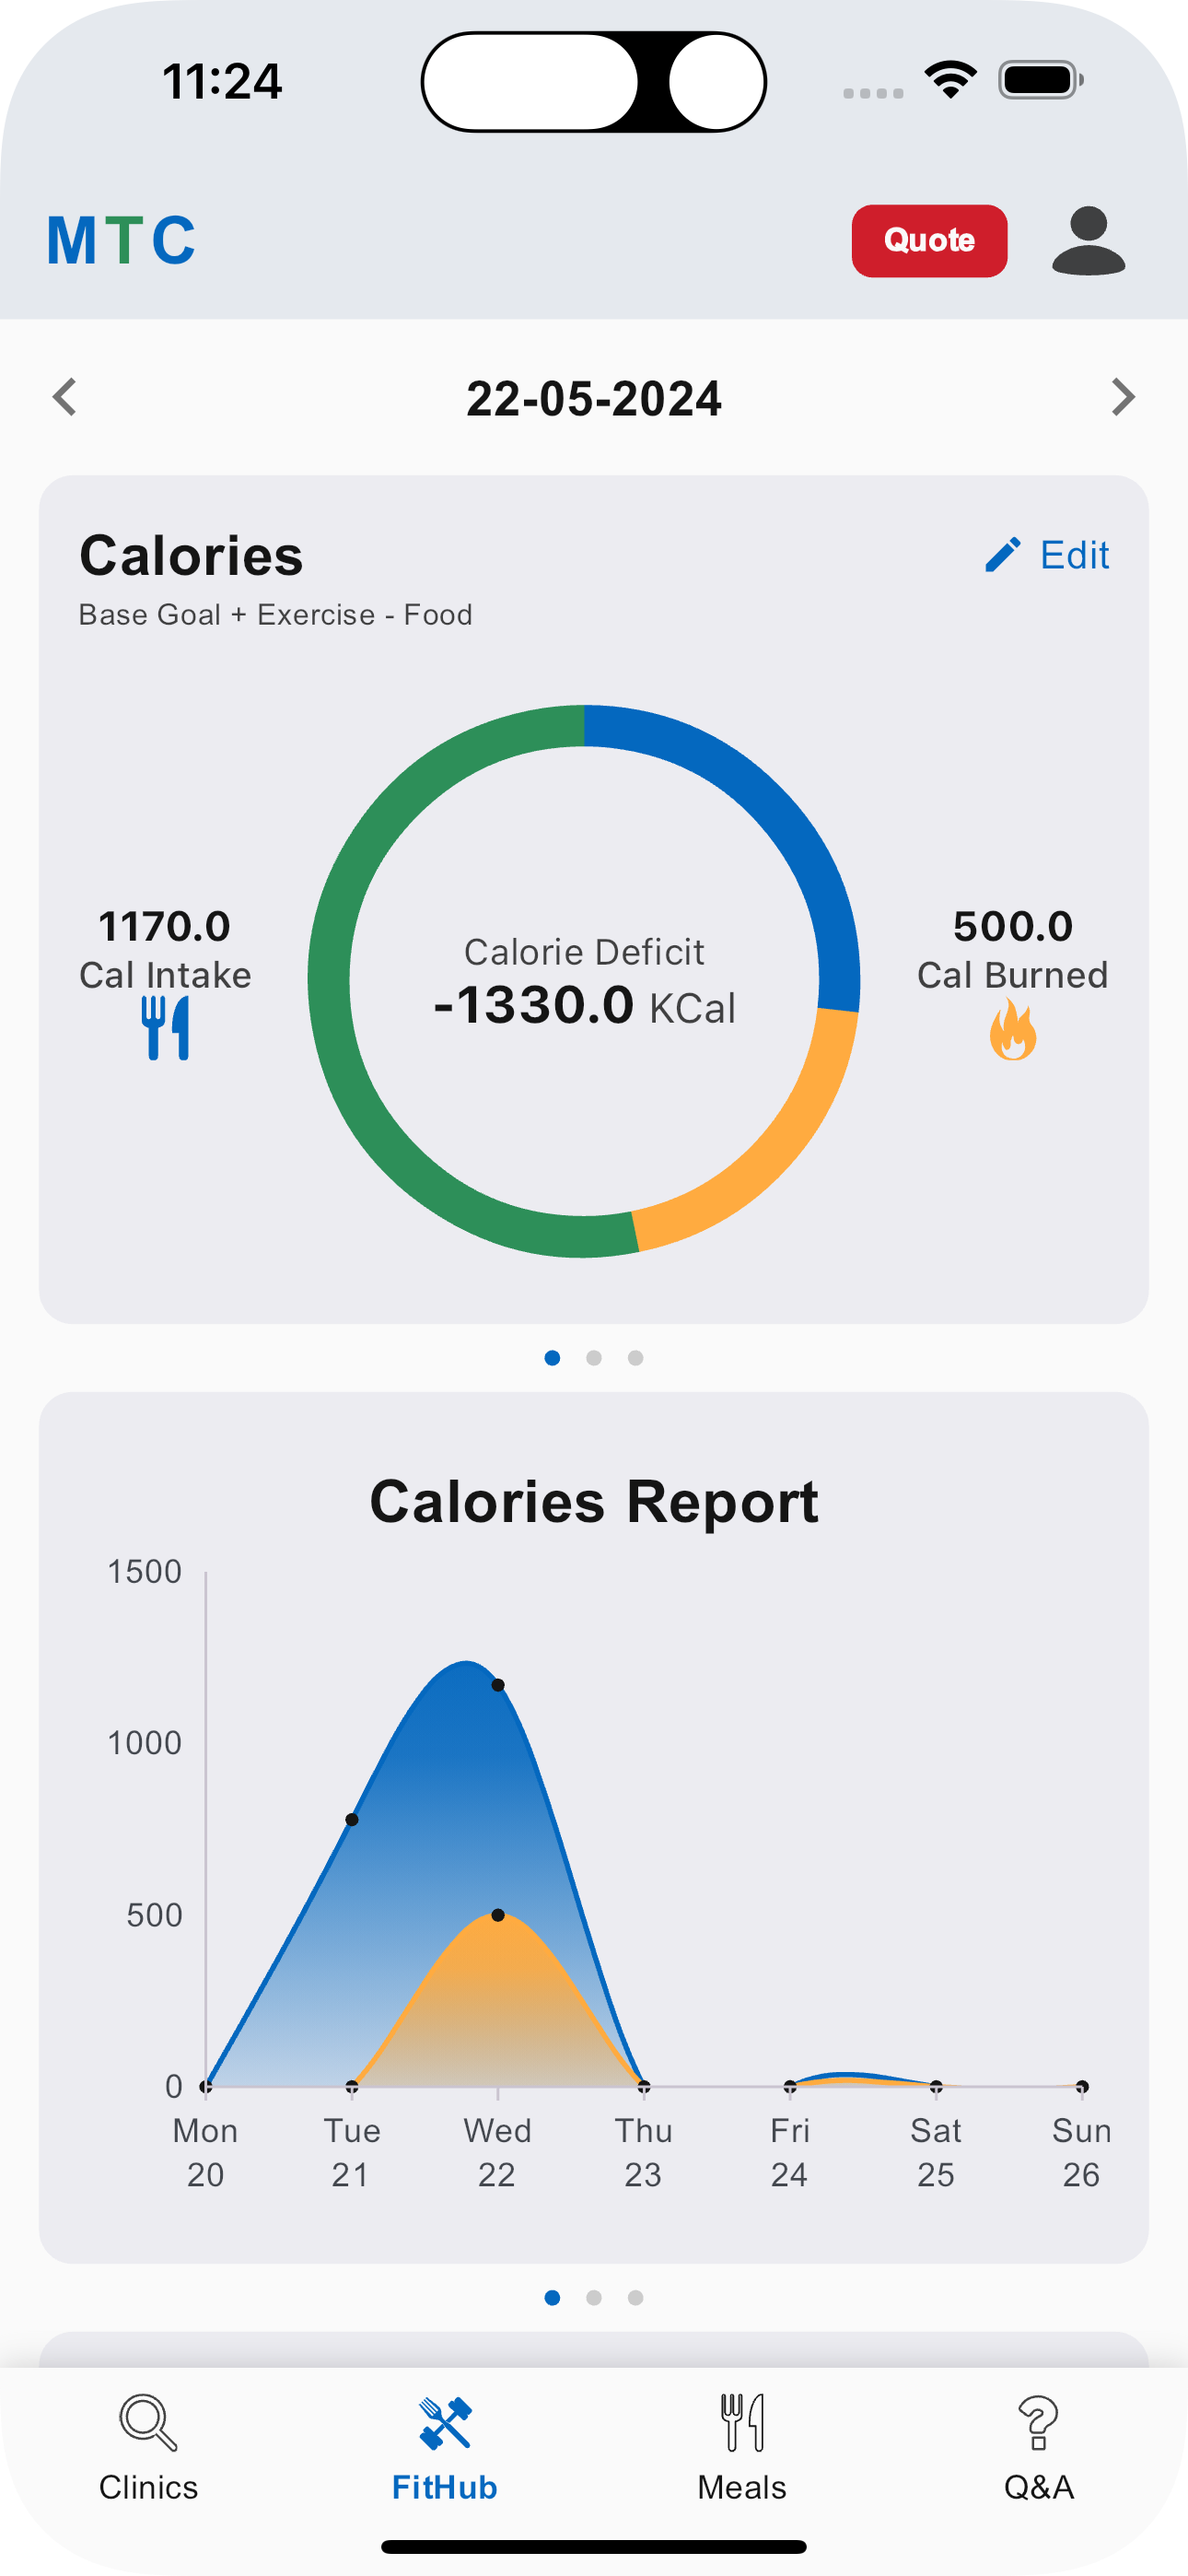 11:24
MTC
Quote
22-05-2024
Calories
Edit
Base Goal + Exercise - Food
1170.0
Cal Intake
Calorie Deficit
-1330.0 KCal
500.0
Cal Burned
Calories Report
1500
1000
500
0
Mon Tue Wed Thu Fri Sat Sun
20 21 22 23 24 25 26
Clinics FitHub Meals Q&A